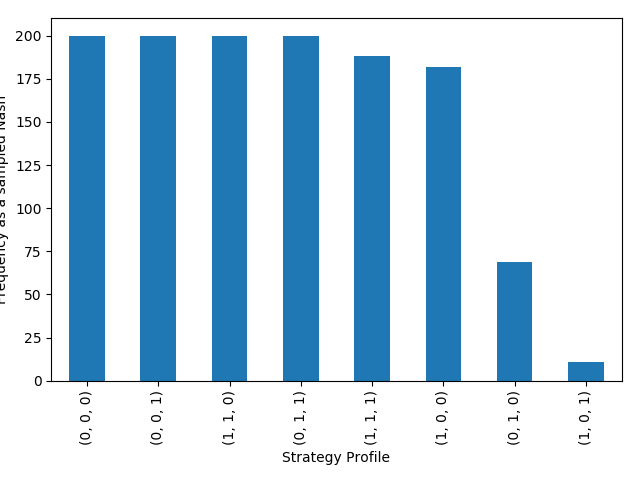 200
175
150
125
100
75
50
25
0
Frequency as a sampled Nash
(0, 0, 0)
(0, 0, 1)
(1, 1, 0)
(0, 1, 1)
(1, 1, 1)
(1, 0, 0)
(0, 1, 0)
(1, 0, 1)
Strategy Profile